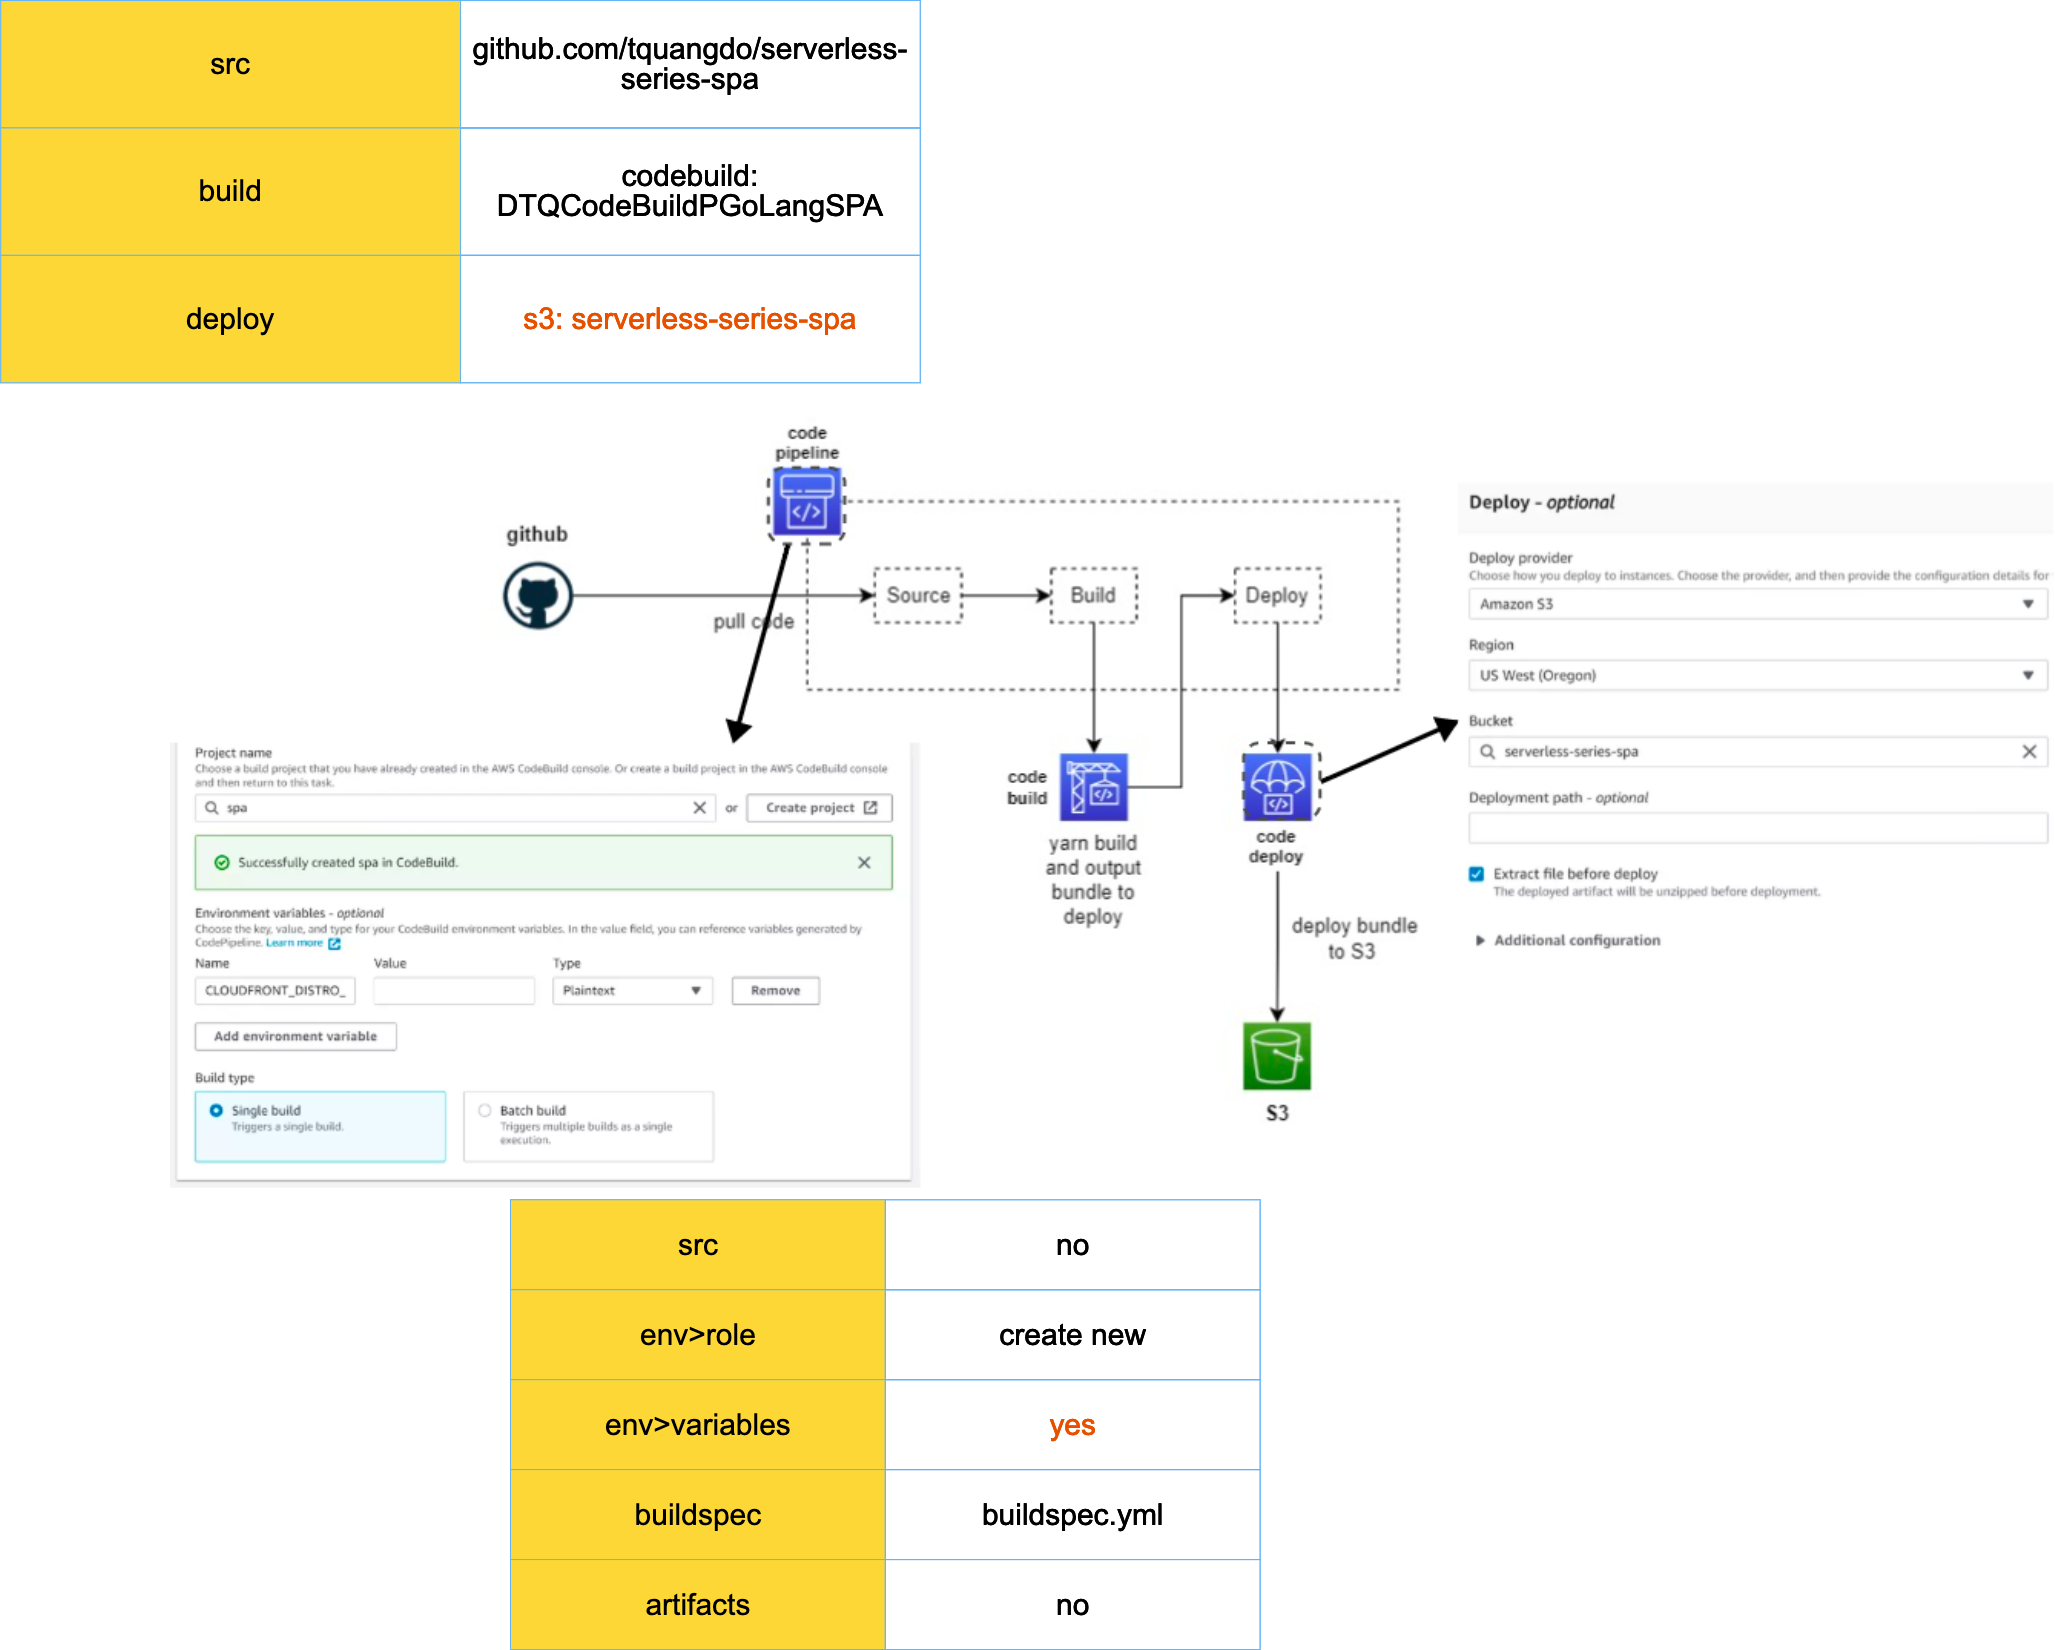 src
github.com/tquangdo/serverless-
series-spa
build
codebuild:
DTQCodeBuildPGoLangSPA
deploy
s3: serverless-series-spa
code
pipeline
github
pull code
Source
Build
Deploy
code
build
yarn build
and output
bundle to
deploy
code
deploy
deploy bundle
to S3
S3
Deploy - optional
Deploy provider
Choose how you deploy to instances. Choose the provider, and then provide the configuration details for
Amazon S3
Region
US West (Oregon)
Bucket
serverless-series-spa
Deployment path - optional
Extract file before deploy
The deployed artifact will be unzipped before deployment.
Additional configuration
Project name
Choose a build project that you have already created in the AWS CodeBuild console. Or create a build project in the AWS CodeBuild console
and then return to this task.
spa
or
Create project
Successfully created spa in CodeBuild.
Environment variables - optional
Choose the key, value, and type for your CodeBuild environment variables. In the value field, you can reference variables generated by
CodePipeline. Learn more
Name
Value
Type
CLOUDFRONT_DISTRO_
Plaintext
Remove
Add environment variable
Build type
Single build
Triggers a single build.
Batch build
Triggers multiple builds as a single
execution.
src
no
env>role
create new
env>variables
yes
buildspec
buildspec.yml
artifacts
no